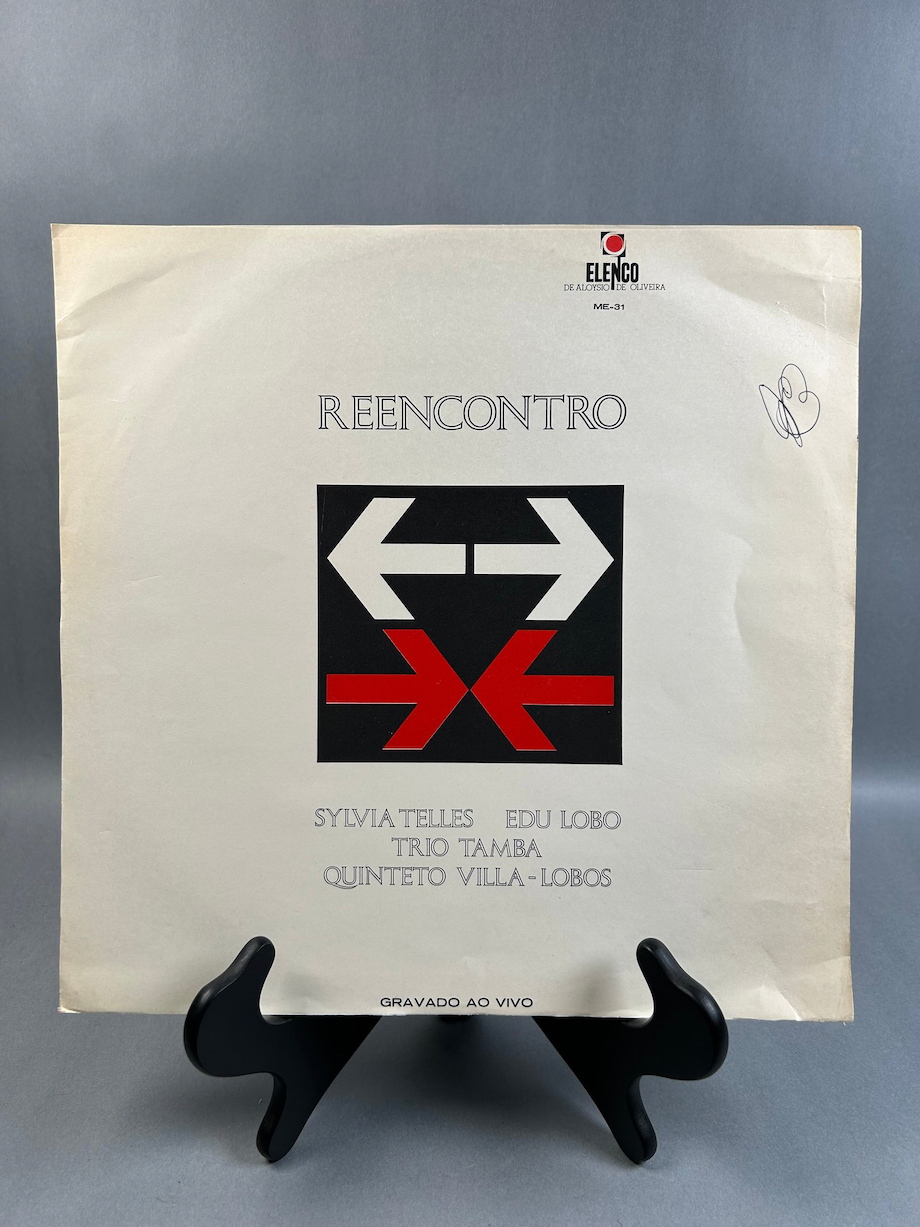 ELENCO
DE ALOYSIO DE OLIVEIRA
ME-31
REENCONTRO
SYLVIA TELLES EDU LOBO
TRIO TAMBA
QUINTETO VILLA-LOBOS
GRAVADO AO VIVO